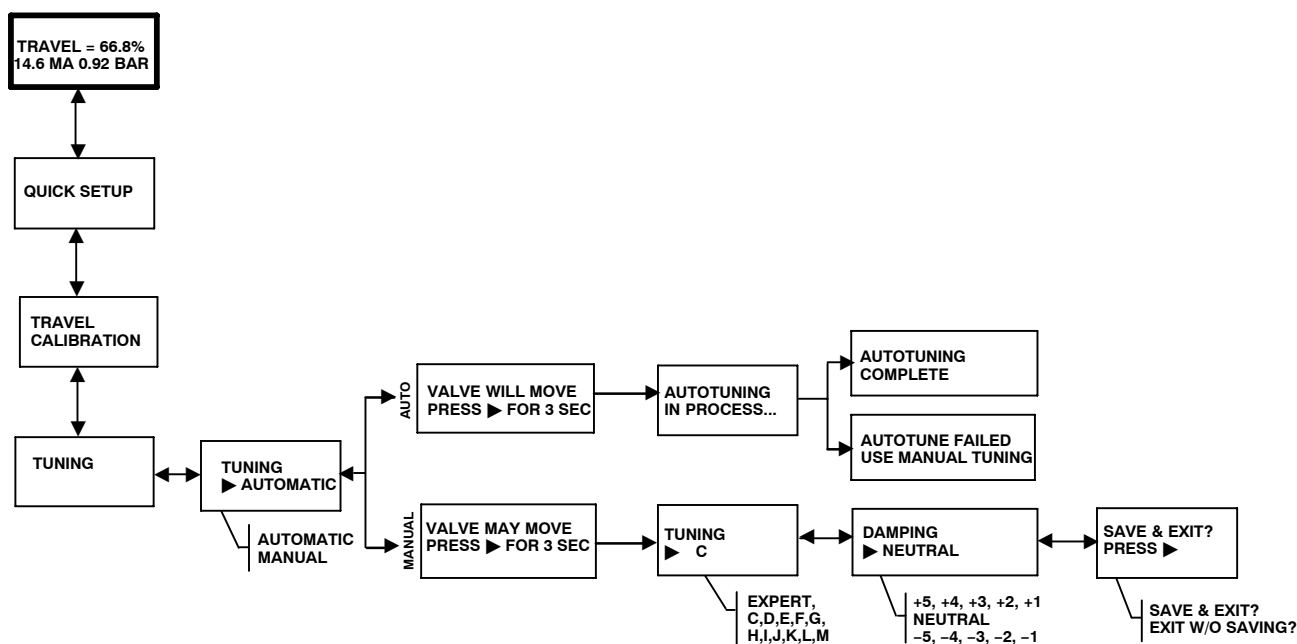 TRAVEL = 66.8%
14.6 MA 0.92 BAR
QUICK SETUP
TRAVEL
CALIBRATION
TUNING
TUNING
▶ AUTOMATIC
AUTOMATIC
MANUAL
AUTO
VALVE WILL MOVE
PRESS ▶ FOR 3 SEC
AUTOTUNING
IN PROCESS...
AUTOTUNING
COMPLETE
AUTOTUNE FAILED
USE MANUAL TUNING
MANUAL
VALVE MAY MOVE
PRESS ▶ FOR 3 SEC
TUNING
▶ C
EXPERT,
C,D,E,F,G,
H,I,J,K,L,M
DAMPING
▶ NEUTRAL
+5, +4, +3, +2, +1
NEUTRAL
−5, −4, −3, −2, −1
SAVE & EXIT?
PRESS ▶
SAVE & EXIT?
EXIT W/O SAVING?